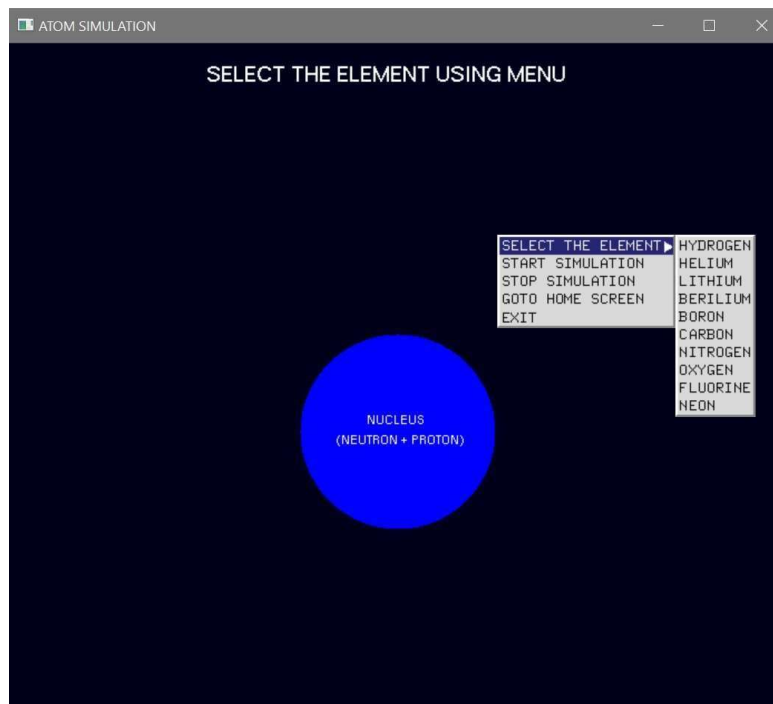 ATOM SIMULATION
SELECT THE ELEMENT USING MENU
SELECT THE ELEMENT
START SIMULATION
STOP SIMULATION
GOTO HOME SCREEN
EXIT
HYDROGEN
HELIUM
LITHIUM
BERILIUM
BORON
CARBON
NITROGEN
OXYGEN
FLUORINE
NEON
NUCLEUS
(NEUTRON + PROTON)